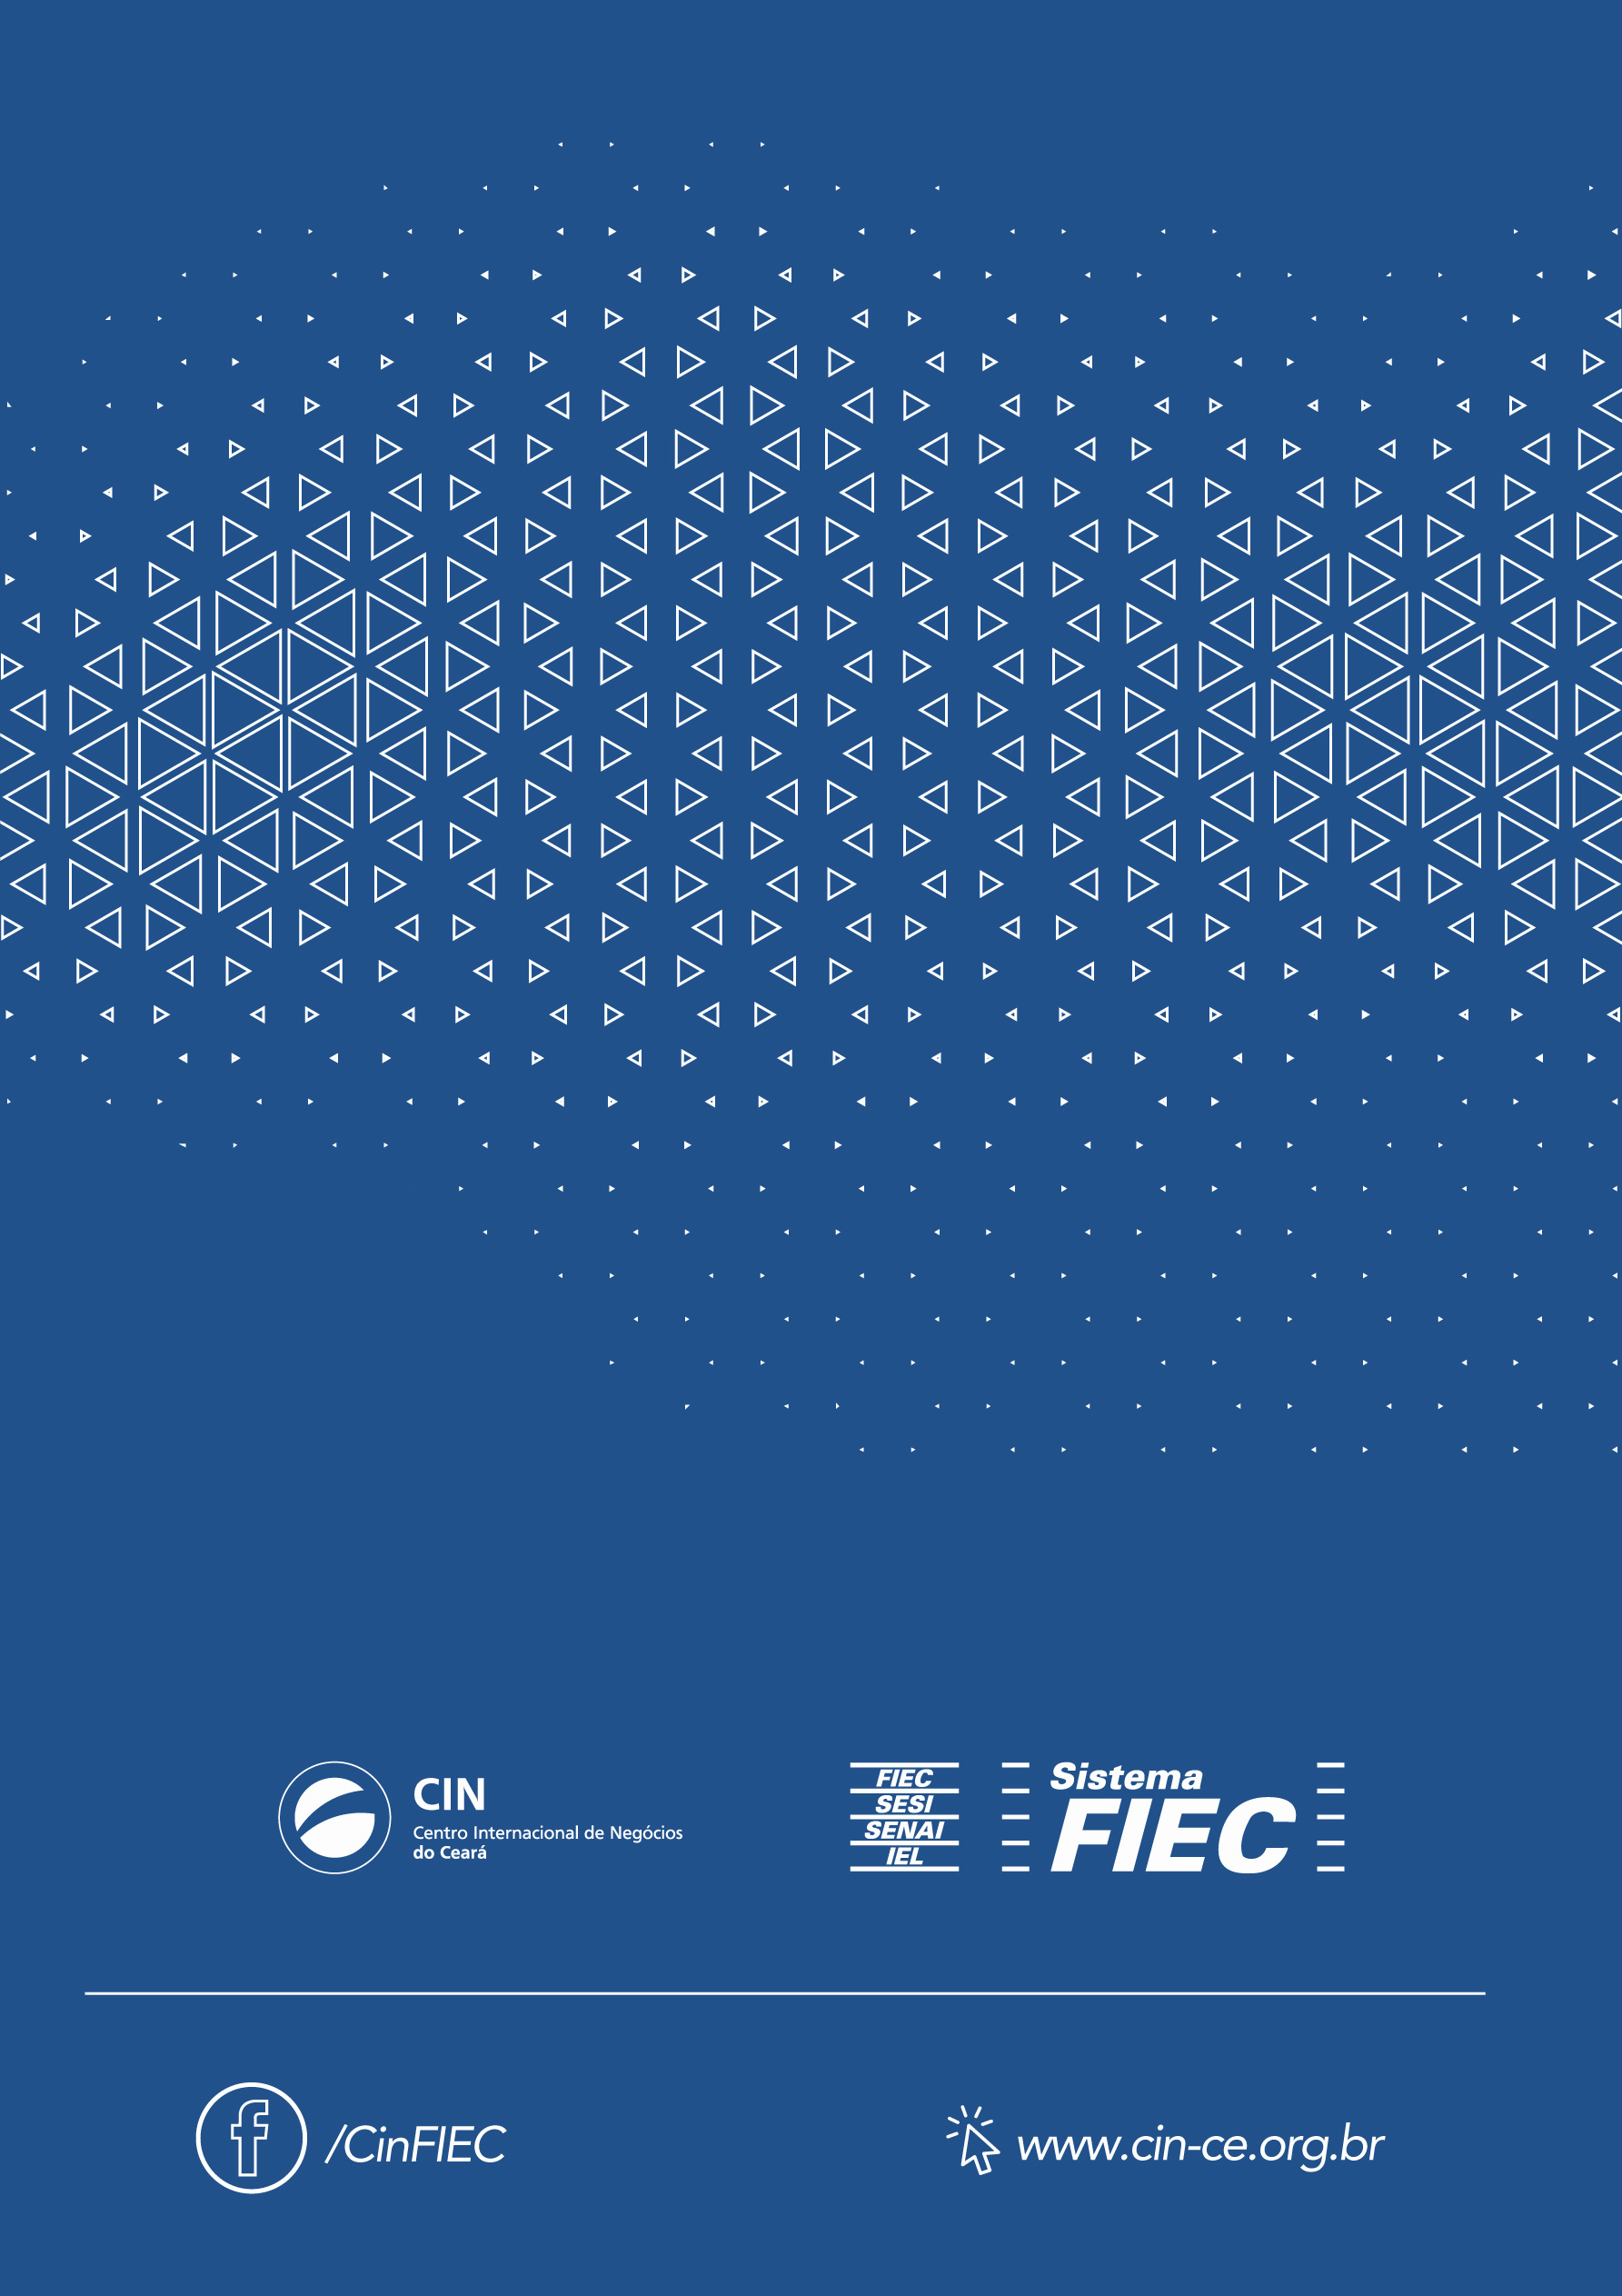 CIN
Centro Internacional de Negócios
do Ceará
FIEC
SESI
SENAI
IEL
Sistema
FIEC
/CinFIEC
www.cin-ce.org.br